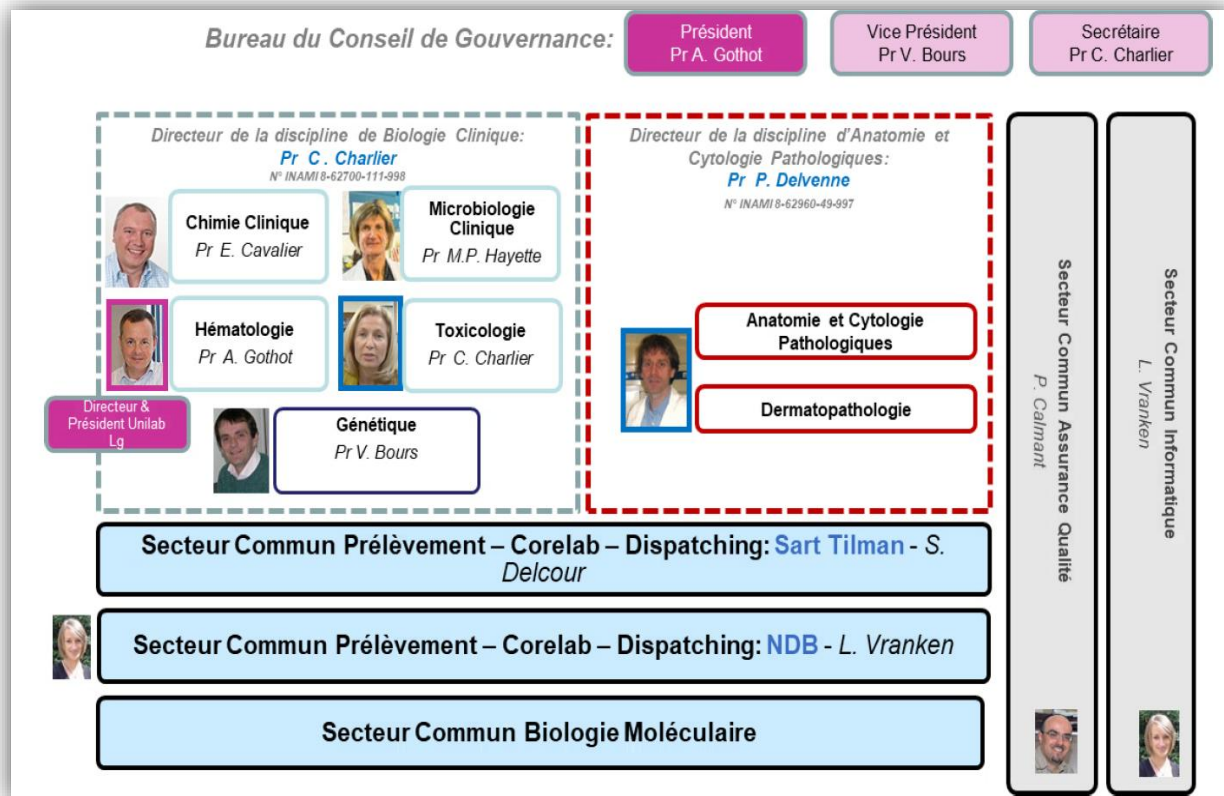 Bureau du Conseil de Gouvernance:
Président
Pr A. Gothot
Vice Président
Pr V. Bours
Secrétaire
Pr C. Charlier
Directeur de la discipline de Biologie Clinique:
Pr C. Charlier
N° INAMI 8-62700-111-998
Chimie Clinique
Pr E. Cavalier
Microbiologie
Clinique
Pr M.P. Hayette
Hématologie
Pr A. Gothot
Toxicologie
Pr C. Charlier
Directeur &
Président Unilab
Lg
Génétique
Pr V. Bours
Directeur de la discipline d'Anatomie et
Cytologie Pathologiques:
Pr P. Delvenne
N° INAMI 8-62960-49-997
Anatomie et Cytologie
Pathologiques
Dermatopathologie
Secteur Commun Prélèvement – Corelab – Dispatching: Sart Tilman - S.
Delcour
Secteur Commun Prélèvement – Corelab – Dispatching: NDB - L. Vranken
Secteur Commun Biologie Moléculaire
Secteur Commun Assurance Qualité
P. Calmant
Secteur Commun Informatique
L. Vranken